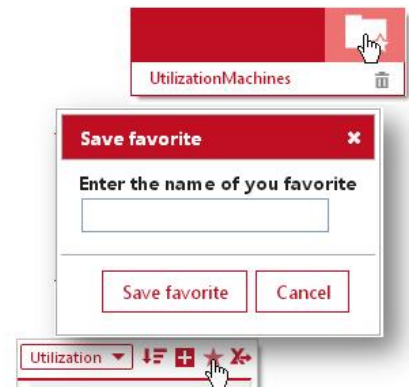 UtilizationMachines
Save favorite
Enter the name of you favorite
Save favorite Cancel
Utilization